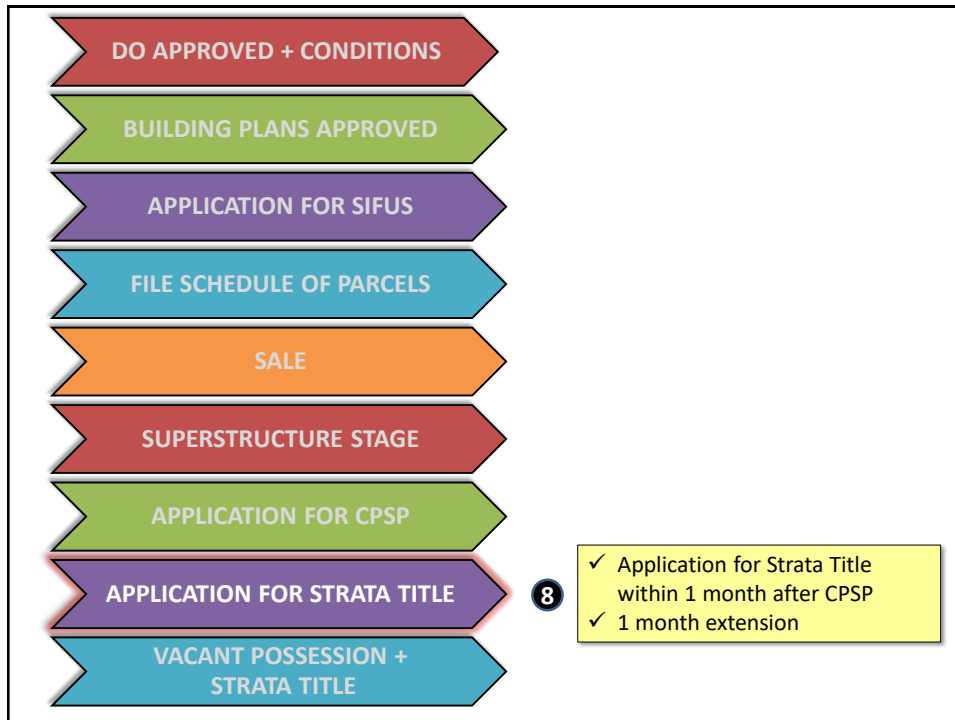 DO APPROVED + CONDITIONS
BUILDING PLANS APPROVED
APPLICATION FOR SIFUS
FILE SCHEDULE OF PARCELS
SALE
SUPERSTRUCTURE STAGE
APPLICATION FOR CPSP
APPLICATION FOR STRATA TITLE
8
✓ Application for Strata Title
within 1 month after CPSP
✓ 1 month extension
VACANT POSSESSION +
STRATA TITLE